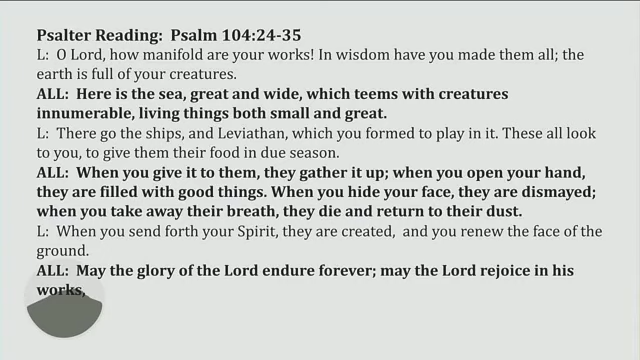 Psalter Reading:  Psalm 104:24-35
L:  O Lord, how manifold are your works! In wisdom have you made them all; the
earth is full of your creatures.
ALL:  Here is the sea, great and wide, which teems with creatures
innumerable, living things both small and great.
L:  There go the ships, and Leviathan, which you formed to play in it. These all look
to you, to give them their food in due season.
ALL:  When you give it to them, they gather it up; when you open your hand,
they are filled with good things. When you hide your face, they are dismayed;
when you take away their breath, they die and return to their dust.
L:  When you send forth your Spirit, they are created,  and you renew the face of the
ground.
ALL:  May the glory of the Lord endure forever; may the Lord rejoice in his
works,